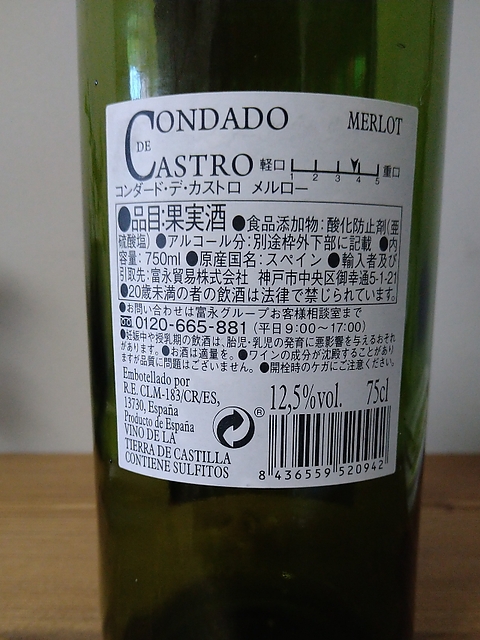 CONDADO MERLOT
DE
CASTRO 軽口 1 2 3 4 5 重口
コンダード・デ・カストロ メルロー
●品目:果実酒 ●食品添加物:酸化防止剤(亜
硫酸塩) ●アルコール分:別途枠外下部に記載 ●内
容量:750ml ●原産国名:スペイン ●輸入者及び
引取先:富永貿易株式会社 神戸市中央区御幸通5-1-21
●20歳未満の者の飲酒は法律で禁じられています。
●お問い合わせは富永グループお客様相談室まで
0120-665-881 (平日9:00〜17:00)
●妊娠中や授乳期の飲酒は、胎児・乳児の発育に悪影響を与えるおそれ
があります。●お酒は適量を。●ワインの成分が沈殿することがあり
ますが品質に問題はございません。●開栓時のケガにご注意ください。
Embotellado por
R.E. CLM-183/CR/ES,
13730, España
Producto de España
VINO DE LA
TIERRA DE CASTILLA
CONTIENE SULFITOS
®
12,5%vol. 75cl
8 436559 520942